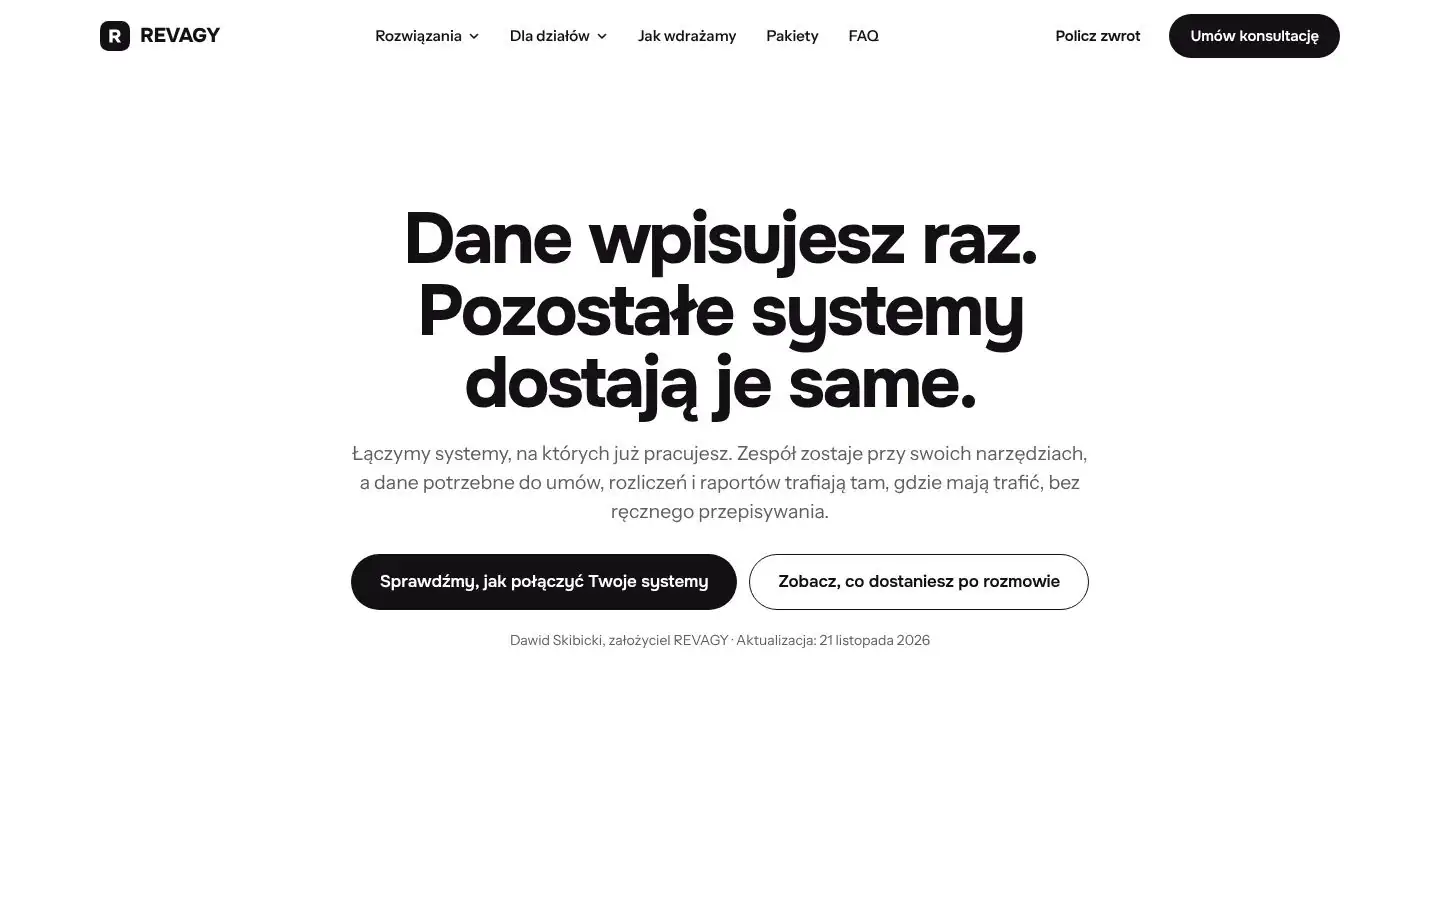 R REVAGY
Rozwiązania
Dla działów
Jak wdrażamy
Pakiety
FAQ
Policz zwrot
Umów konsultację
Dane wpisujesz raz.
Pozostałe systemy
dostają je same.
Łączymy systemy, na których już pracujesz. Zespół zostaje przy swoich narzędziach,
a dane potrzebne do umów, rozliczeń i raportów trafiają tam, gdzie mają trafić, bez
ręcznego przepisywania.
Sprawdźmy, jak połączyć Twoje systemy
Zobacz, co dostaniesz po rozmowie
Dawid Skibicki, założyciel REVAGY · Aktualizacja: 21 listopada 2026